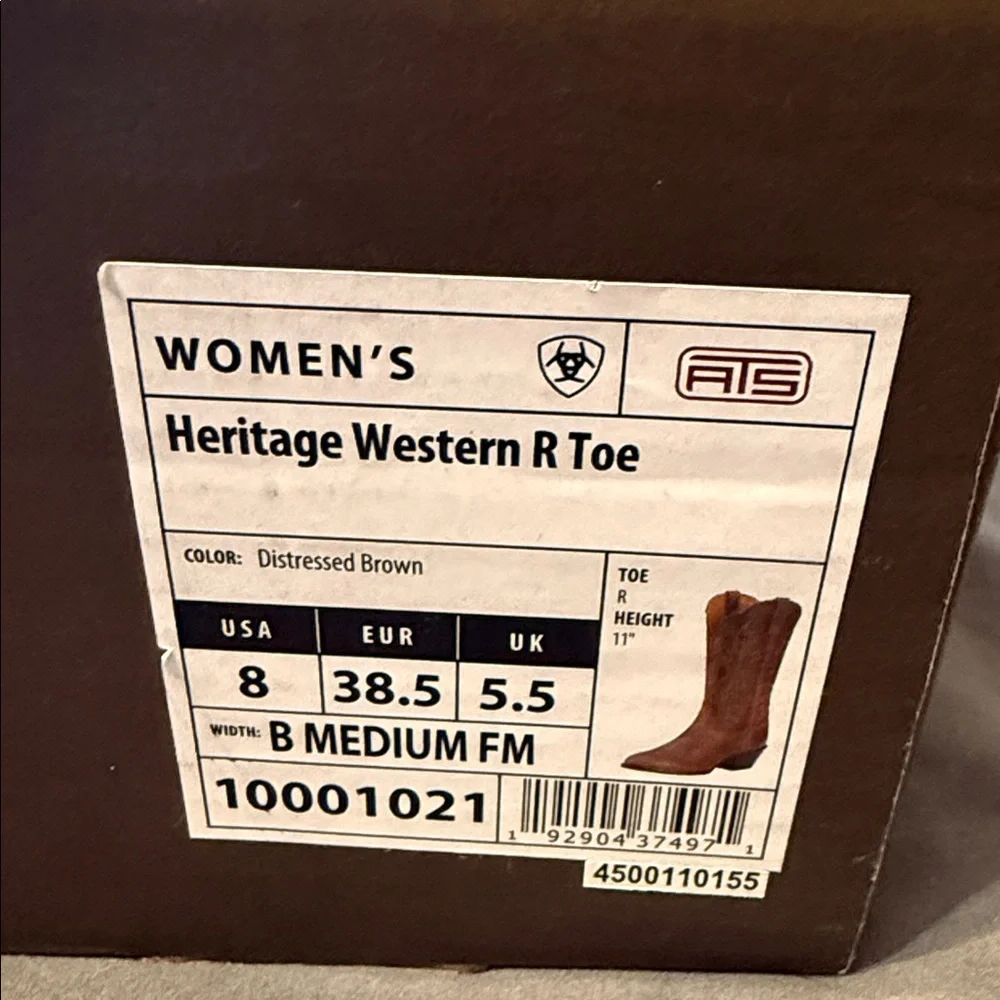 WOMEN'S
ATS
Heritage Western R Toe
COLOR: Distressed Brown
TOE
R
HEIGHT
11"
USA EUR UK
8 38.5 5.5
WIDTH: B MEDIUM FM
10001021
1 92904 37497 1
4500110155